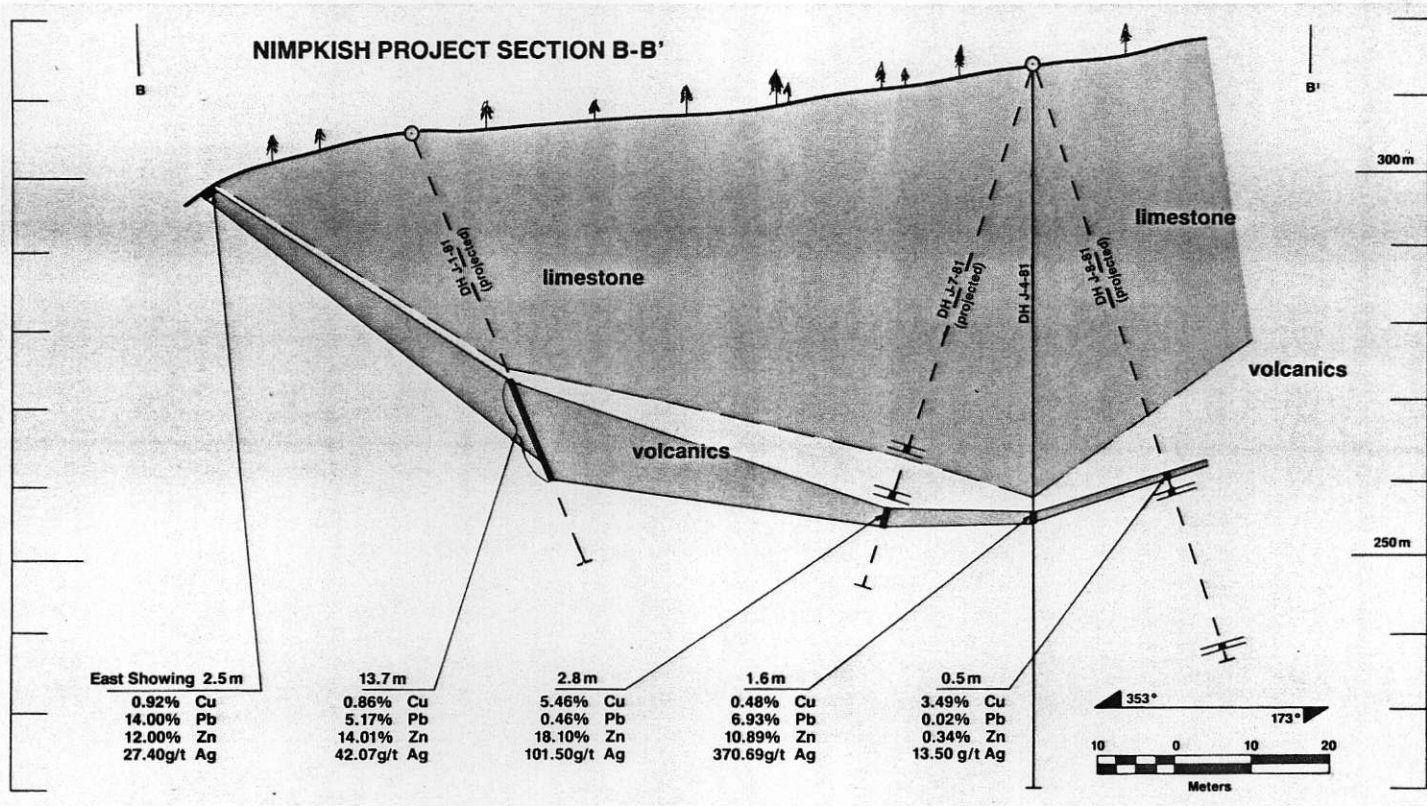 NIMPKISH PROJECT SECTION B-B'
B
B'
300 m
limestone
limestone
DH J-1-81
(projected)
DH J-7-81
(projected)
DH J-4-81
DH J-8-81
(projected)
volcanics
volcanics
250 m
East Showing 2.5 m
0.92% Cu
14.00% Pb
12.00% Zn
27.40g/t Ag
13.7 m
0.86% Cu
5.17% Pb
14.01% Zn
42.07g/t Ag
2.8 m
5.46% Cu
0.46% Pb
18.10% Zn
101.50g/t Ag
1.6 m
0.48% Cu
6.93% Pb
10.89% Zn
370.69g/t Ag
0.5 m
3.49% Cu
0.02% Pb
0.34% Zn
13.50 g/t Ag
353°
173°
10 0 10 20
Meters